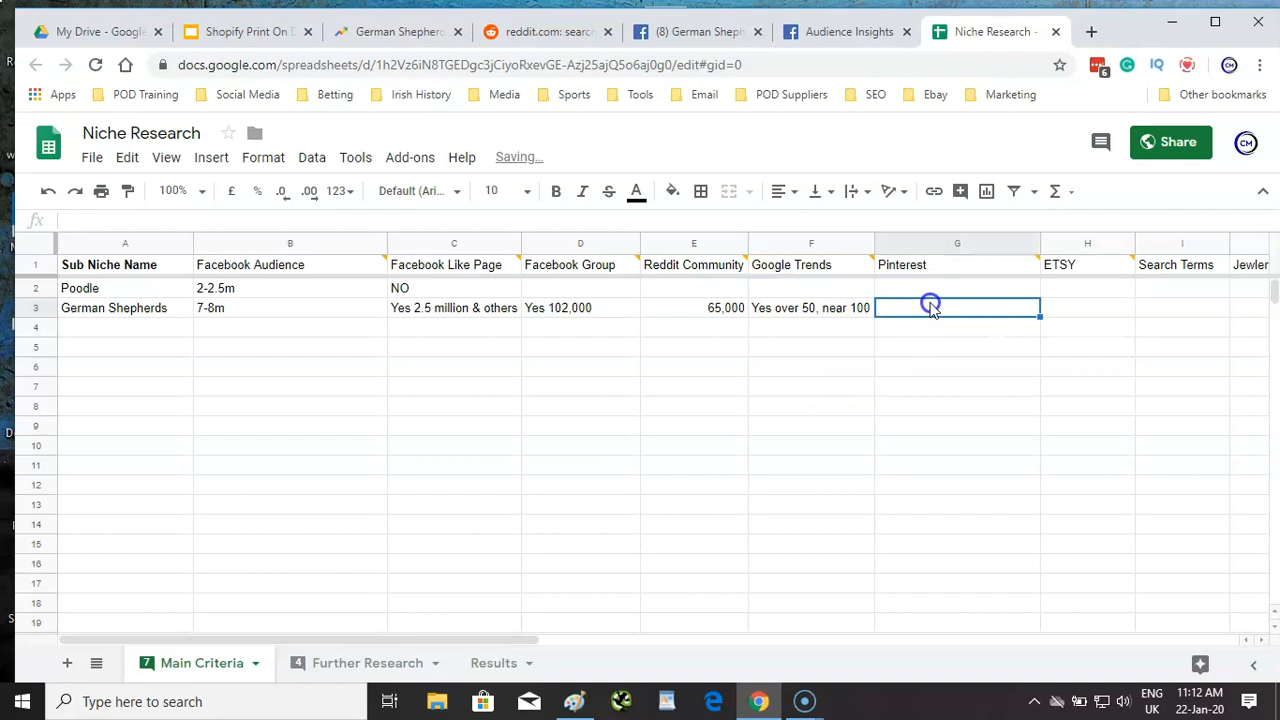 My Drive - Google
Shopify Print On D
German Shepherd
reddit.com: search
(8) German Sheph
Audience Insights
Niche Research -
docs.google.com/spreadsheets/d/1h2Vz6iN8TGEDgc3jCiyoRxevGE-Azj25ajQ5o6aj0g0/edit#gid=0
6
CM
Apps POD Training Social Media Betting Irish History Media Sports Tools Email POD Suppliers SEO Ebay Marketing Other bookmarks
Niche Research
File Edit View Insert Format Data Tools Add-ons Help Saving...
Share
CM
100% £ % .0 .00 123 Default (Ari... 10 B I S A
fx
A B C D E F G H I
1 Sub Niche Name Facebook Audience Facebook Like Page Facebook Group Reddit Community Google Trends Pinterest ETSY Search Terms Jewler
2 Poodle 2-2.5m NO
3 German Shepherds 7-8m Yes 2.5 million & others Yes 102,000 65,000 Yes over 50, near 100
4
5
6
7
8
9
10
11
12
13
14
15
16
17
18
19
7 Main Criteria 4 Further Research Results
Type here to search
ENG
UK
11:12 AM
22-Jan-20